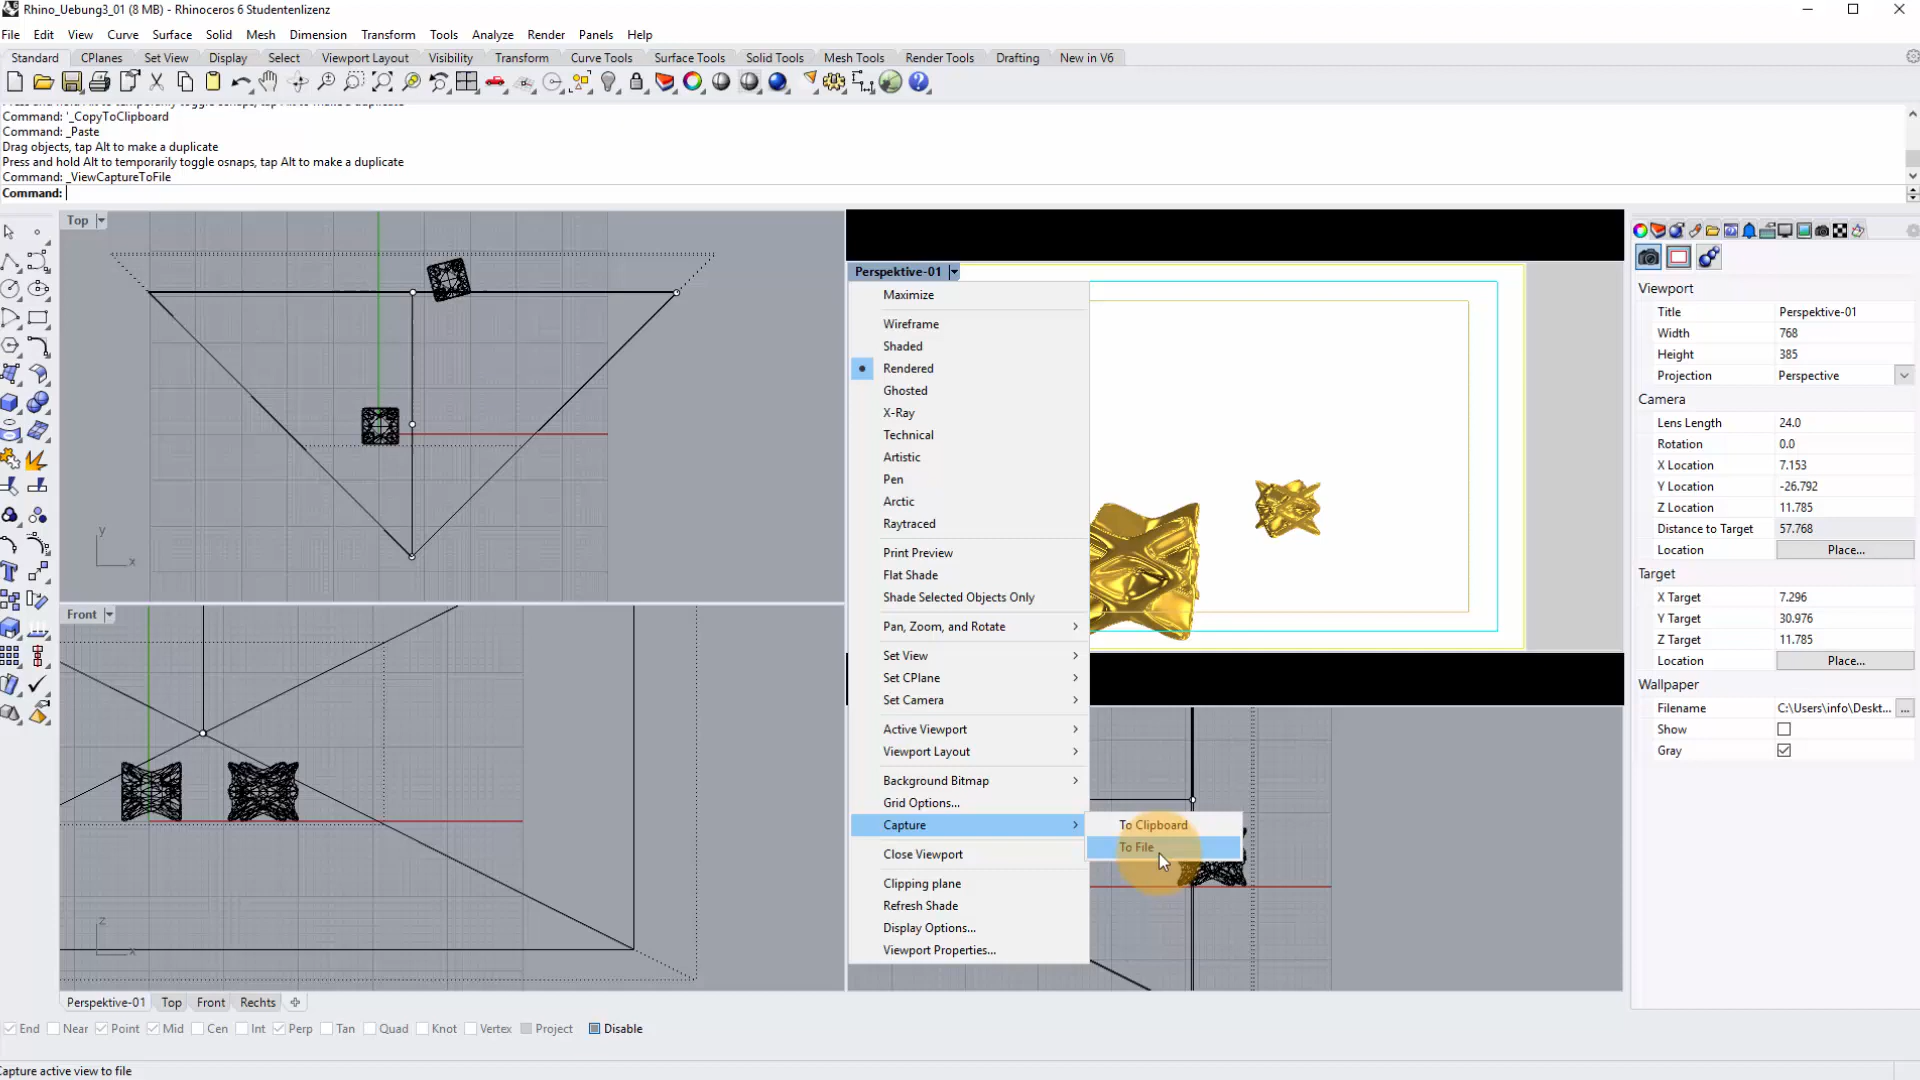 Rhino_Uebung3_01 (8 MB) - Rhinoceros 6 Studentenlizenz
File Edit View Curve Surface Solid Mesh Dimension Transform Tools Analyze Render Panels Help
Standard CPlanes Set View Display Select Viewport Layout Visibility Transform Curve Tools Surface Tools Solid Tools Mesh Tools Render Tools Drafting New in V6
Command: '_CopyToClipboard
Command: _Paste
Drag objects, tap Alt to make a duplicate
Press and hold Alt to temporarily toggle osnaps, tap Alt to make a duplicate
Command: _ViewCaptureToFile
Command:
Top
y
x
Front
z
x
Perspektive-01
Maximize
Wireframe
Shaded
Rendered
Ghosted
X-Ray
Technical
Artistic
Pen
Arctic
Raytraced
Print Preview
Flat Shade
Shade Selected Objects Only
Pan, Zoom, and Rotate
Set View
Set CPlane
Set Camera
Active Viewport
Viewport Layout
Background Bitmap
Grid Options...
Capture
Close Viewport
Clipping plane
Refresh Shade
Display Options...
Viewport Properties...
To Clipboard
To File
Viewport
Title Perspektive-01
Width 768
Height 385
Projection Perspective
Camera
Lens Length 24.0
Rotation 0.0
X Location 7.153
Y Location -26.792
Z Location 11.785
Distance to Target 57.768
Location Place...
Target
X Target 7.296
Y Target 30.976
Z Target 11.785
Location Place...
Wallpaper
Filename C:\Users\info\Deskt... ...
Show
Gray
Perspektive-01 Top Front Rechts
End Near Point Mid Cen Int Perp Tan Quad Knot Vertex Project Disable
Capture active view to file